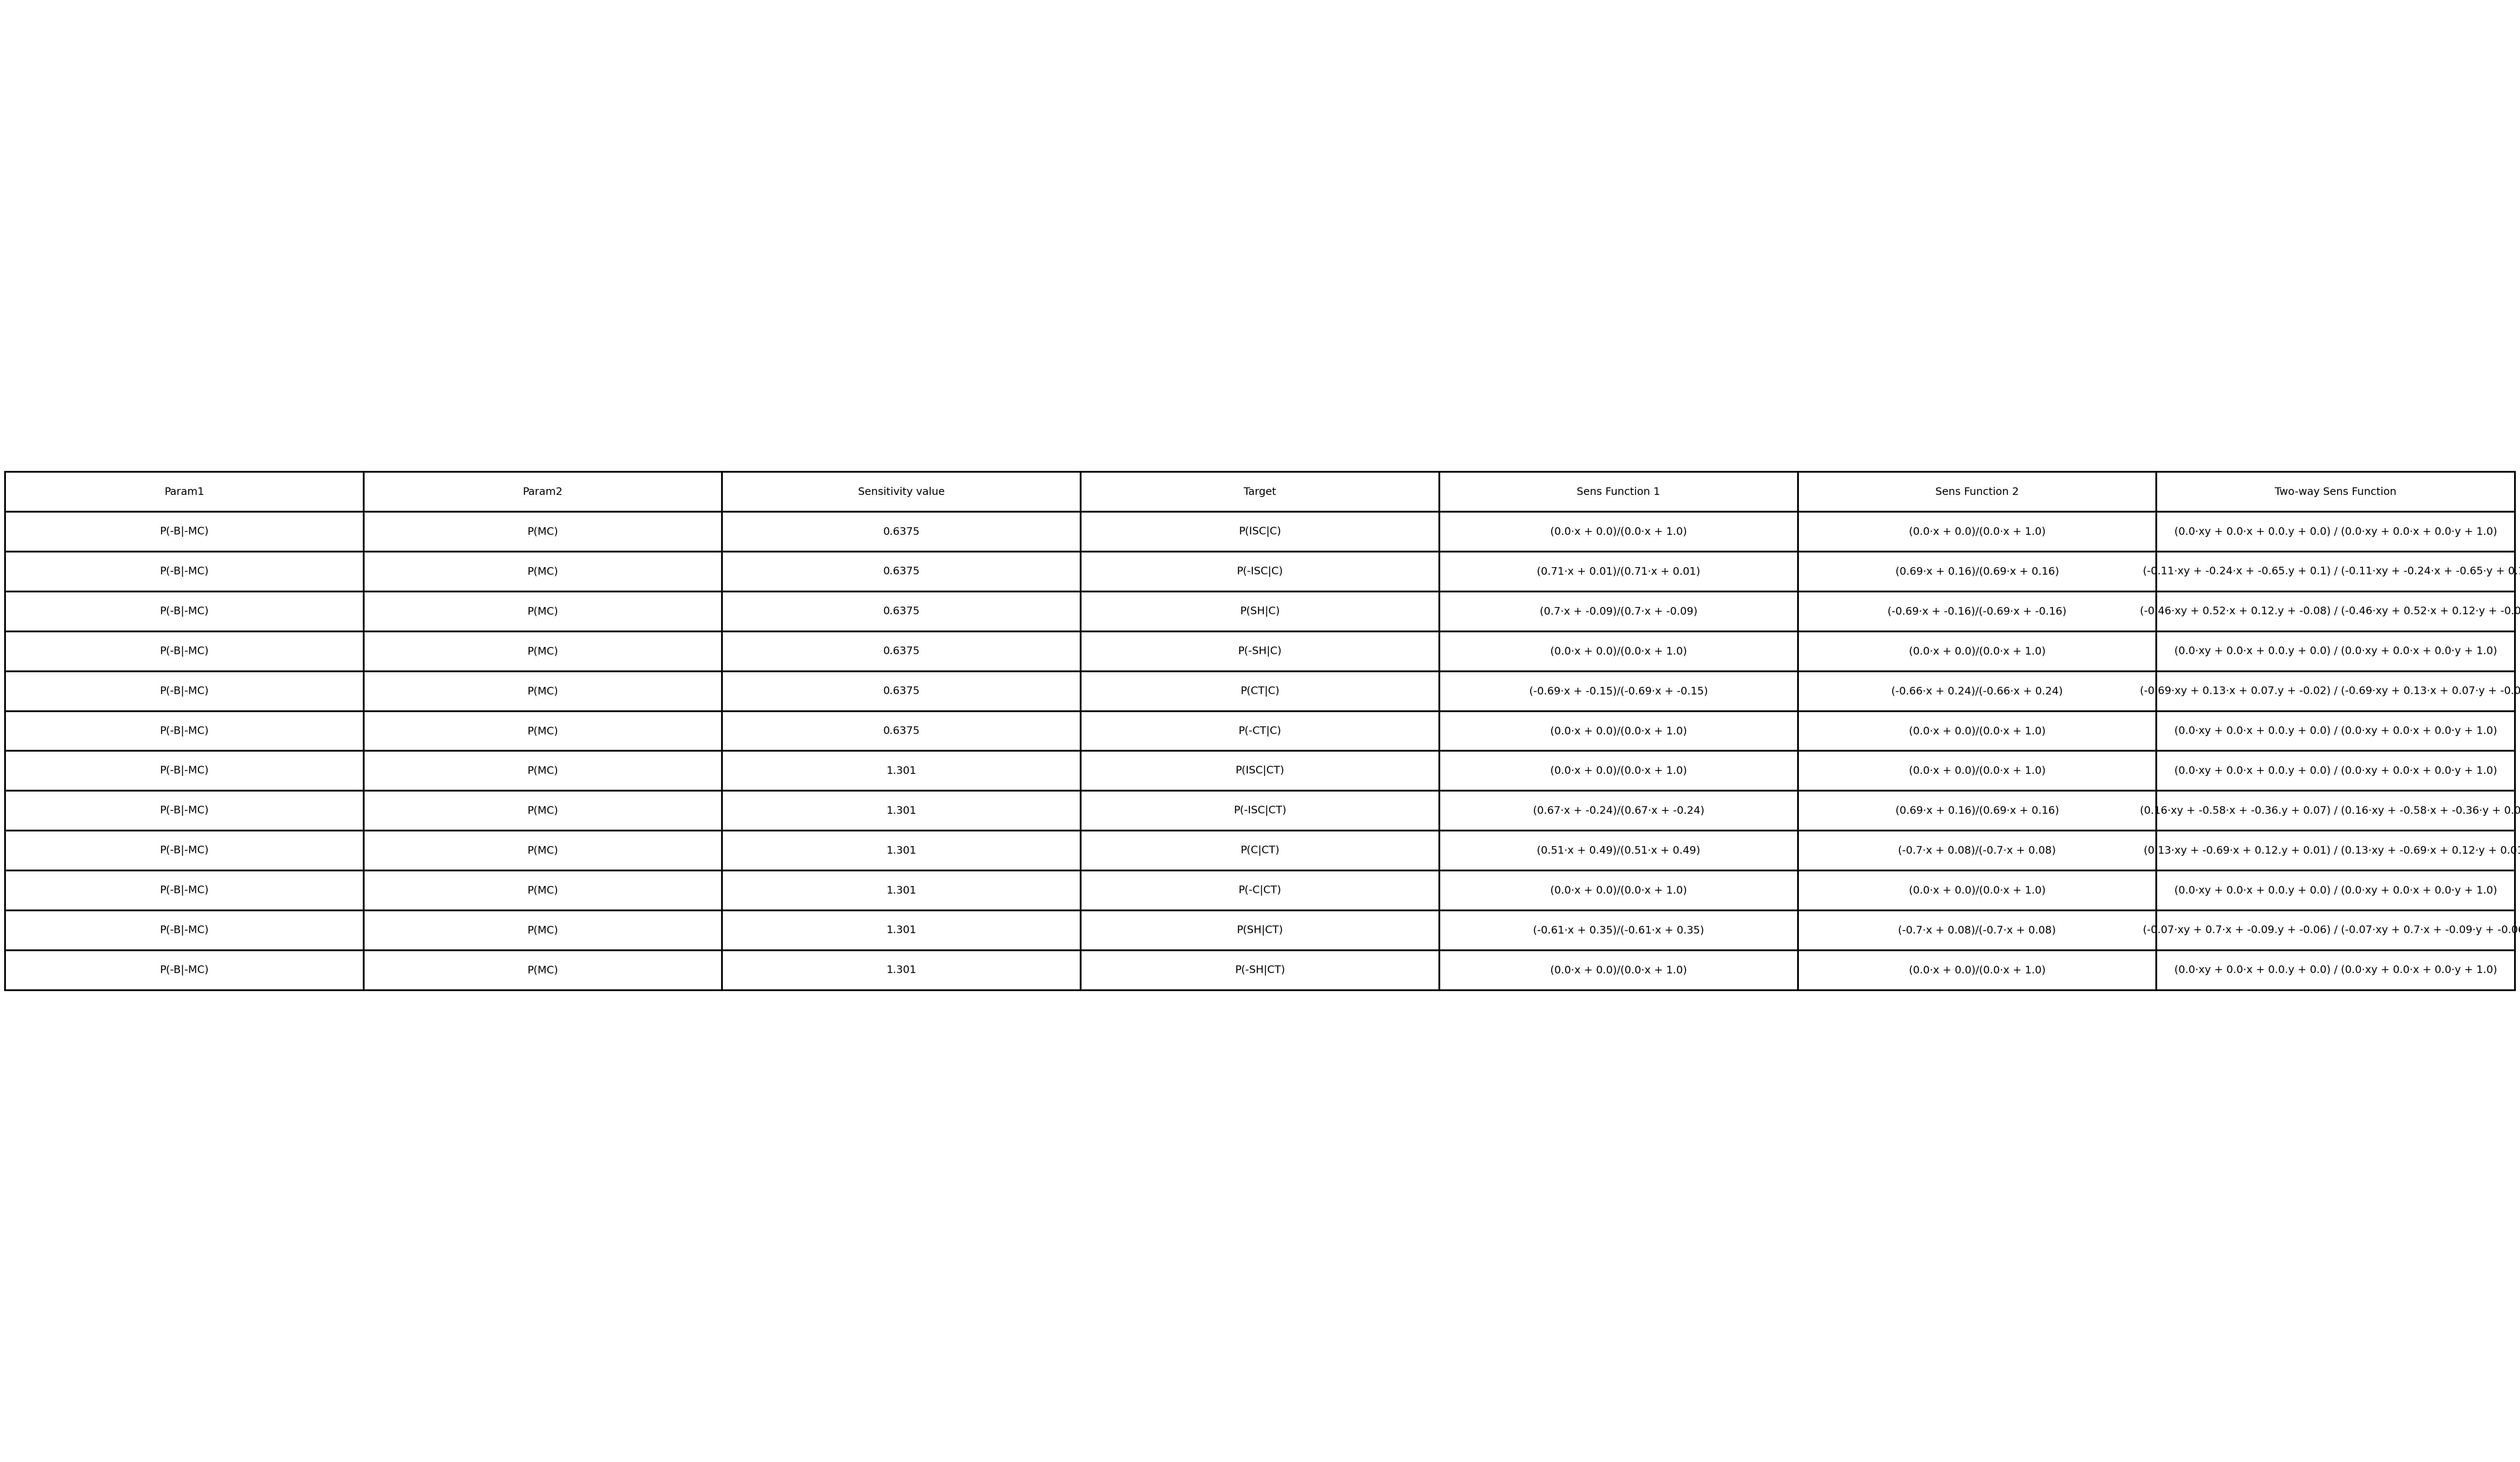 Param1 Param2 Sensitivity value Target Sens Function 1 Sens Function 2 Two-way Sens Function
P(-B|-MC) P(MC) 0.6375 P(ISC|C) (0.0·x + 0.0)/(0.0·x + 1.0) (0.0·x + 0.0)/(0.0·x + 1.0) (0.0·xy + 0.0·x + 0.0.y + 0.0) / (0.0·xy + 0.0·x + 0.0·y + 1.0)
P(-B|-MC) P(MC) 0.6375 P(-ISC|C) (0.71·x + 0.01)/(0.71·x + 0.01) (0.69·x + 0.16)/(0.69·x + 0.16) (-0.11·xy + -0.24·x + -0.65.y + 0.1) / (-0.11·xy + -0.24·x + -0.65·y + 0.
P(-B|-MC) P(MC) 0.6375 P(SH|C) (0.7·x + -0.09)/(0.7·x + -0.09) (-0.69·x + -0.16)/(-0.69·x + -0.16) (-0.46·xy + 0.52·x + 0.12.y + -0.08) / (-0.46·xy + 0.52·x + 0.12·y + -0.0
P(-B|-MC) P(MC) 0.6375 P(-SH|C) (0.0·x + 0.0)/(0.0·x + 1.0) (0.0·x + 0.0)/(0.0·x + 1.0) (0.0·xy + 0.0·x + 0.0.y + 0.0) / (0.0·xy + 0.0·x + 0.0·y + 1.0)
P(-B|-MC) P(MC) 0.6375 P(CT|C) (-0.69·x + -0.15)/(-0.69·x + -0.15) (-0.66·x + 0.24)/(-0.66·x + 0.24) (-0.69·xy + 0.13·x + 0.07.y + -0.02) / (-0.69·xy + 0.13·x + 0.07·y + -0.0
P(-B|-MC) P(MC) 0.6375 P(-CT|C) (0.0·x + 0.0)/(0.0·x + 1.0) (0.0·x + 0.0)/(0.0·x + 1.0) (0.0·xy + 0.0·x + 0.0.y + 0.0) / (0.0·xy + 0.0·x + 0.0·y + 1.0)
P(-B|-MC) P(MC) 1.301 P(ISC|CT) (0.0·x + 0.0)/(0.0·x + 1.0) (0.0·x + 0.0)/(0.0·x + 1.0) (0.0·xy + 0.0·x + 0.0.y + 0.0) / (0.0·xy + 0.0·x + 0.0·y + 1.0)
P(-B|-MC) P(MC) 1.301 P(-ISC|CT) (0.67·x + -0.24)/(0.67·x + -0.24) (0.69·x + 0.16)/(0.69·x + 0.16) (0.16·xy + -0.58·x + -0.36.y + 0.07) / (0.16·xy + -0.58·x + -0.36·y + 0.0
P(-B|-MC) P(MC) 1.301 P(C|CT) (0.51·x + 0.49)/(0.51·x + 0.49) (-0.7·x + 0.08)/(-0.7·x + 0.08) (0.13·xy + -0.69·x + 0.12.y + 0.01) / (0.13·xy + -0.69·x + 0.12·y + 0.01
P(-B|-MC) P(MC) 1.301 P(-C|CT) (0.0·x + 0.0)/(0.0·x + 1.0) (0.0·x + 0.0)/(0.0·x + 1.0) (0.0·xy + 0.0·x + 0.0.y + 0.0) / (0.0·xy + 0.0·x + 0.0·y + 1.0)
P(-B|-MC) P(MC) 1.301 P(SH|CT) (-0.61·x + 0.35)/(-0.61·x + 0.35) (-0.7·x + 0.08)/(-0.7·x + 0.08) (-0.07·xy + 0.7·x + -0.09.y + -0.06) / (-0.07·xy + 0.7·x + -0.09·y + -0.0
P(-B|-MC) P(MC) 1.301 P(-SH|CT) (0.0·x + 0.0)/(0.0·x + 1.0) (0.0·x + 0.0)/(0.0·x + 1.0) (0.0·xy + 0.0·x + 0.0.y + 0.0) / (0.0·xy + 0.0·x + 0.0·y + 1.0)